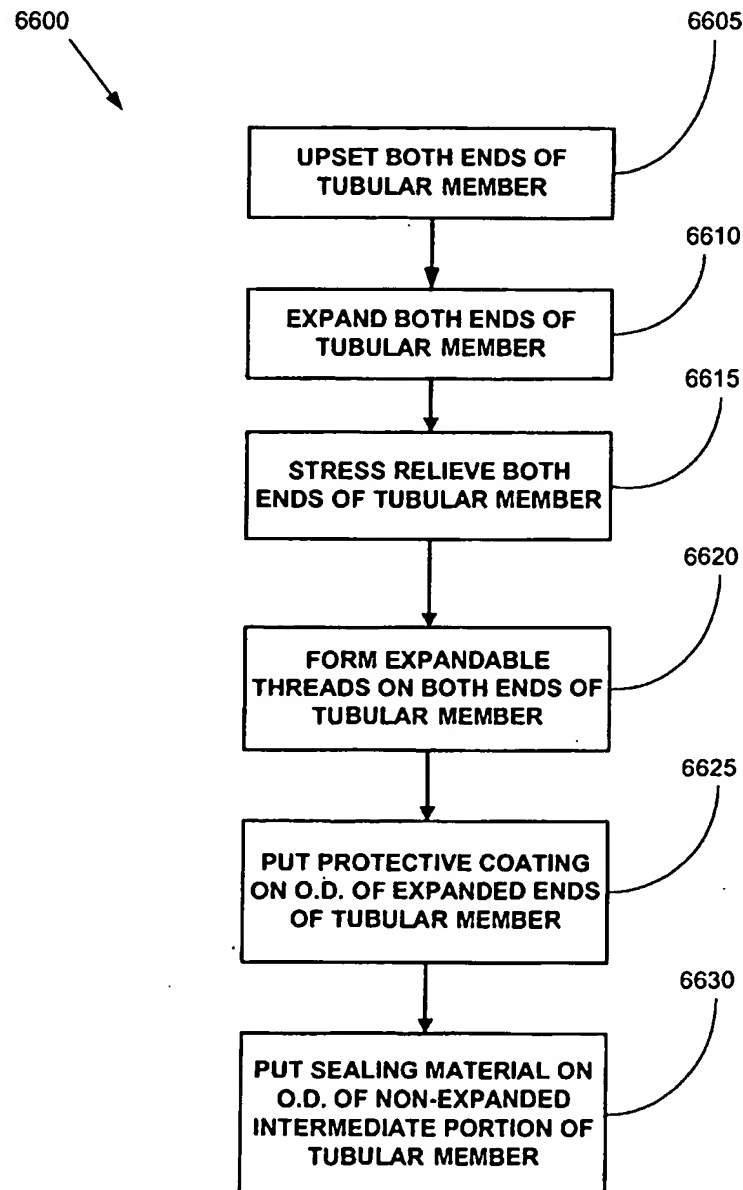 6600
6605
UPSET BOTH ENDS OF
TUBULAR MEMBER
6610
EXPAND BOTH ENDS OF
TUBULAR MEMBER
6615
STRESS RELIEVE BOTH
ENDS OF TUBULAR MEMBER
6620
FORM EXPANDABLE
THREADS ON BOTH ENDS OF
TUBULAR MEMBER
6625
PUT PROTECTIVE COATING
ON O.D. OF EXPANDED ENDS
OF TUBULAR MEMBER
6630
PUT SEALING MATERIAL ON
O.D. OF NON-EXPANDED
INTERMEDIATE PORTION OF
TUBULAR MEMBER